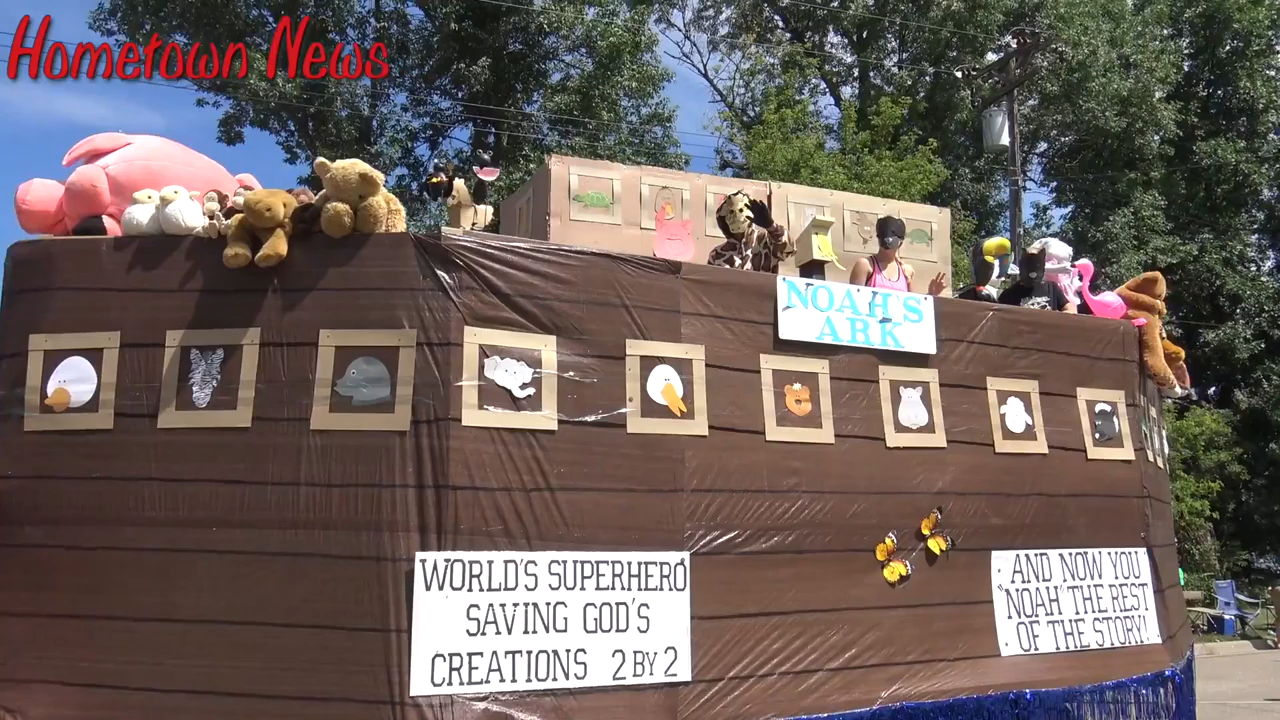 Hometown News
NOAH'S
ARK
WORLD'S SUPERHERO
SAVING GOD'S
CREATIONS 2 BY 2
AND NOW YOU
"NOAH" THE REST
OF THE STORY!